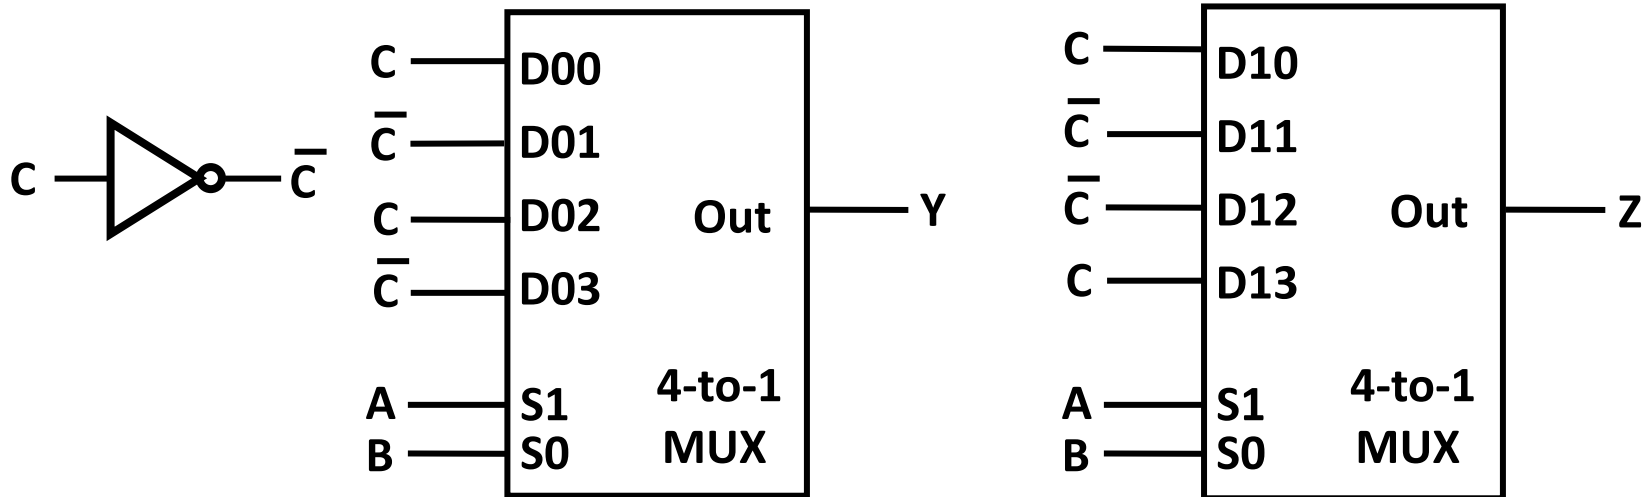 C
C̅
C
C̅
C
C̅
A
B
D00
D01
D02
D03
S1
S0
Out
4-to-1
MUX
Y
C
C̅
C̅
C
A
B
D10
D11
D12
D13
S1
S0
Out
4-to-1
MUX
Z